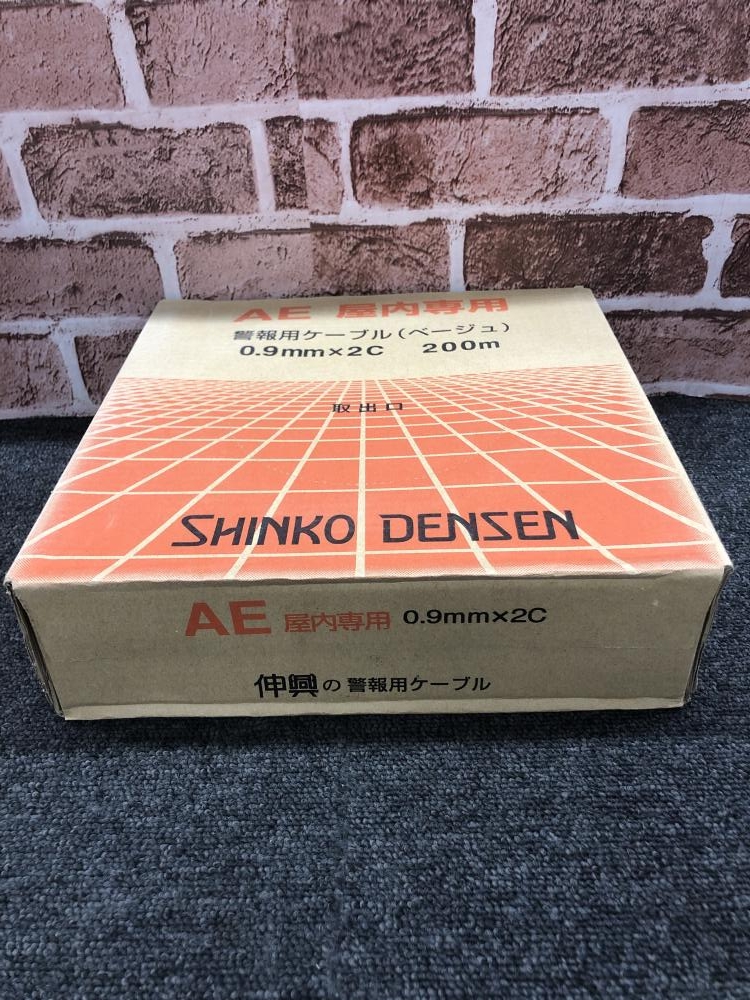 AE 屋内専用
警報用ケーブル(ベージュ)
0.9mm×2C 200m
取出口
SHINKO DENSEN
AE 屋内専用 0.9mm×2C
伸興の警報用ケーブル